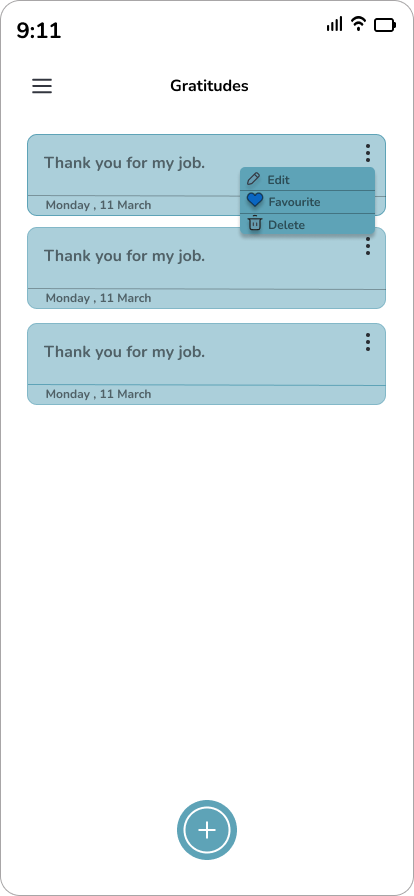 9:11
Gratitudes
Thank you for my job.
Edit
Favourite
Monday , 11 March
Delete
Thank you for my job.
Monday , 11 March
Thank you for my job.
Monday , 11 March